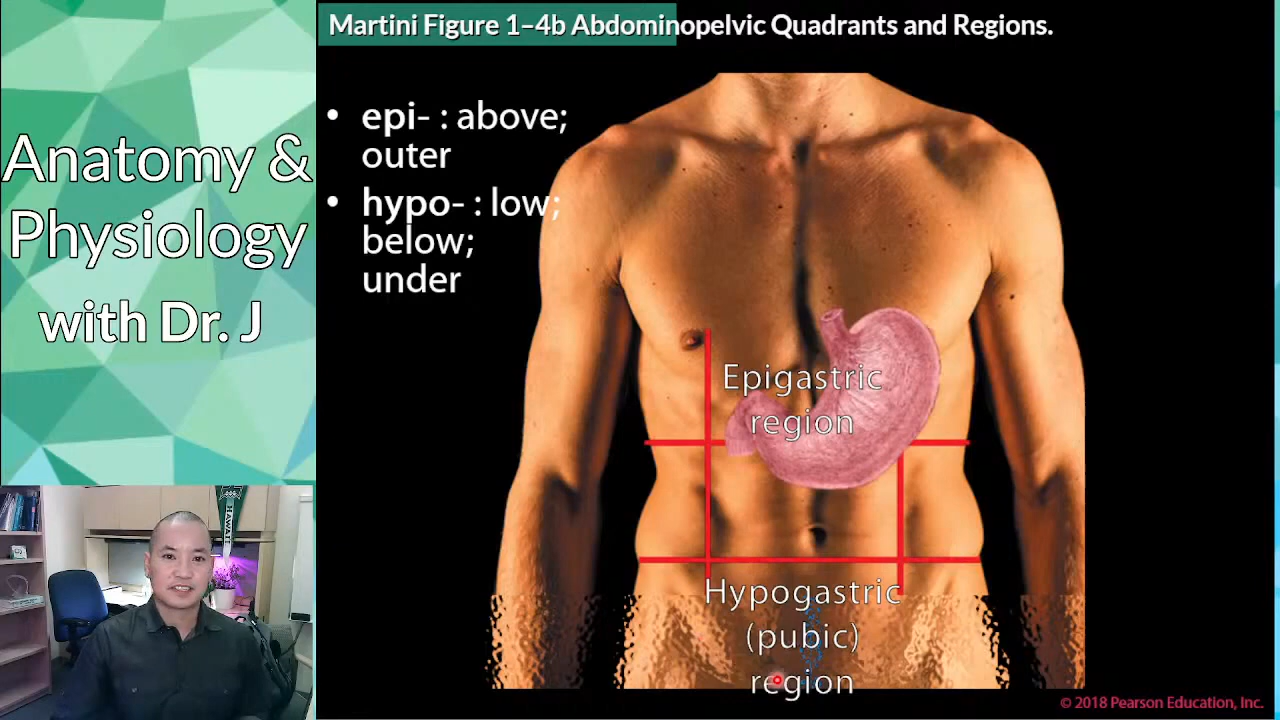 Martini Figure 1–4b Abdominopelvic Quadrants and Regions.
Anatomy &
Physiology
with Dr. J
• epi- : above;
outer
• hypo- : low;
below;
under
Epigastric
region
Hypogastric
(pubic)
region
HAWAII
© 2018 Pearson Education, Inc.